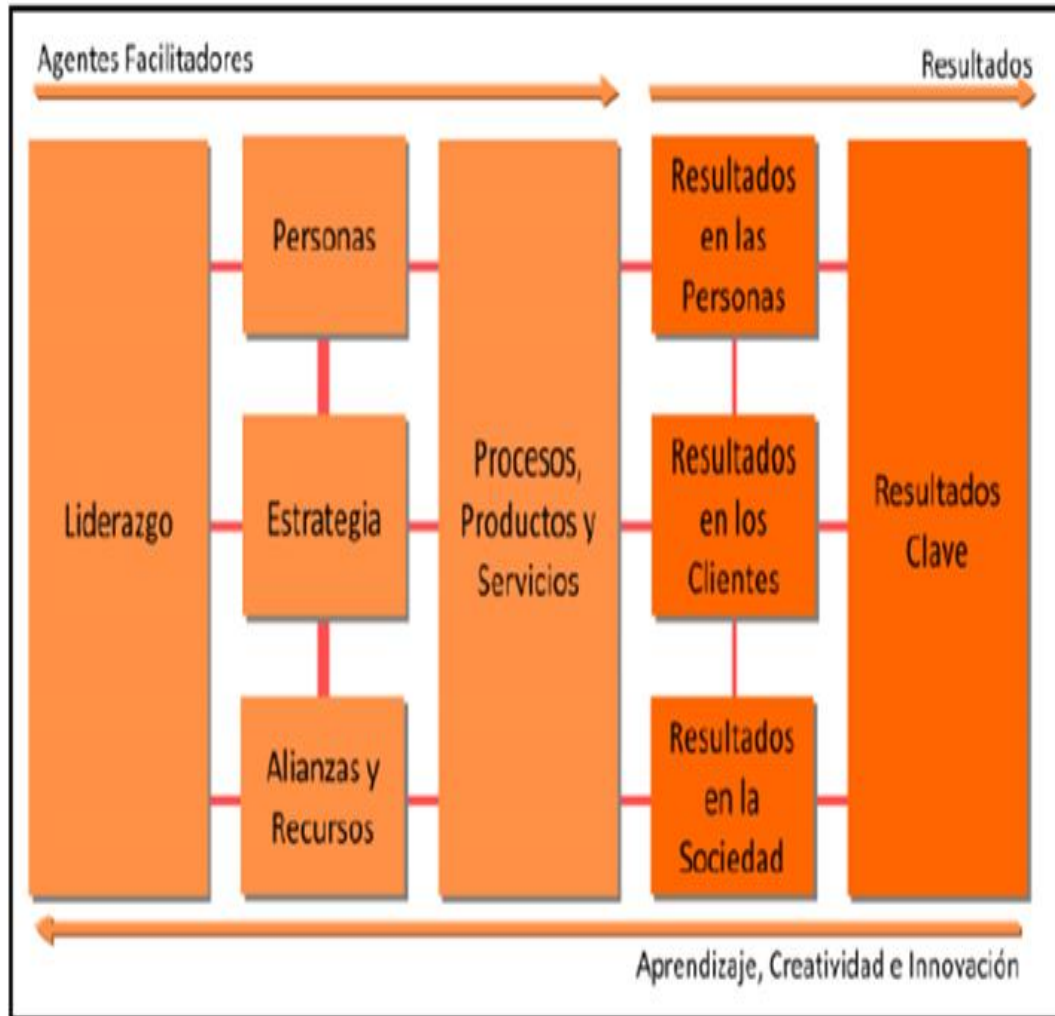 Agentes Facilitadores
Resultados
Liderazgo
Personas
Estrategia
Alianzas y
Recursos
Procesos,
Productos y
Servicios
Resultados
en las
Personas
Resultados
en los
Clientes
Resultados
en la
Sociedad
Resultados
Clave
Aprendizaje, Creatividad e Innovación